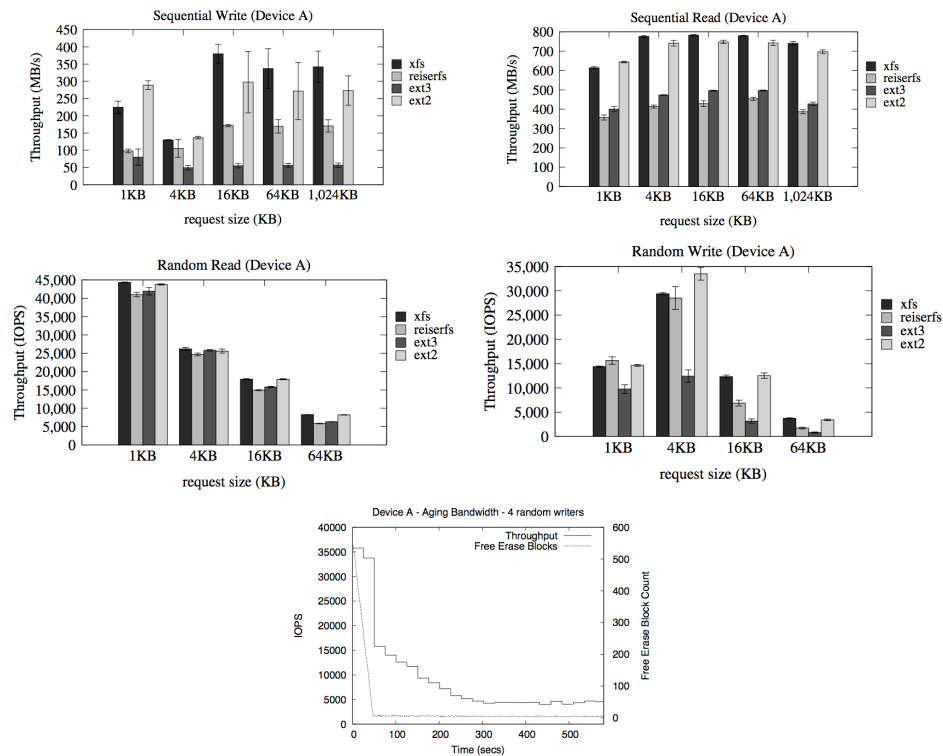 Sequential Write (Device A)
Throughput (MB/s)
450
400
350
300
250
200
150
100
50
0
1KB 4KB 16KB 64KB 1,024KB
request size (KB)
xfs
reiserfs
ext3
ext2
Sequential Read (Device A)
Throughput (MB/s)
800
700
600
500
400
300
200
100
0
1KB 4KB 16KB 64KB 1,024KB
request size (KB)
xfs
reiserfs
ext3
ext2
Random Read (Device A)
Throughput (IOPS)
45,000
40,000
35,000
30,000
25,000
20,000
15,000
10,000
5,000
0
1KB 4KB 16KB 64KB
request size (KB)
xfs
reiserfs
ext3
ext2
Random Write (Device A)
Throughput (IOPS)
35,000
30,000
25,000
20,000
15,000
10,000
5,000
0
1KB 4KB 16KB 64KB
request size (KB)
xfs
reiserfs
ext3
ext2
Device A - Aging Bandwidth - 4 random writers
IOPS
40000
35000
30000
25000
20000
15000
10000
5000
0
Throughput
Free Erase Blocks
600
500
400
300
200
100
0
Free Erase Block Count
0 100 200 300 400 500
Time (secs)